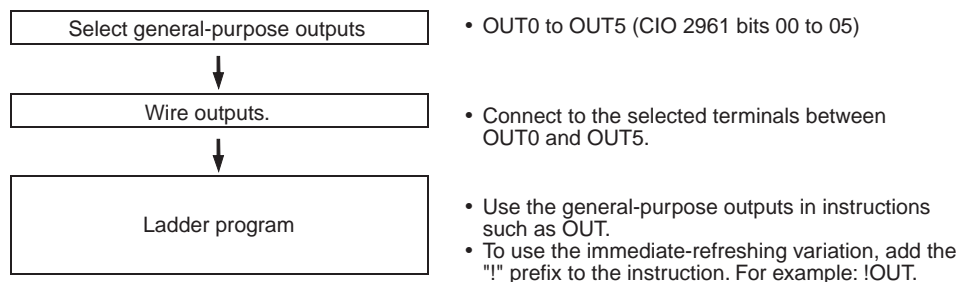 Select general-purpose outputs
• OUT0 to OUT5 (CIO 2961 bits 00 to 05)
Wire outputs.
• Connect to the selected terminals between
OUT0 and OUT5.
Ladder program
• Use the general-purpose outputs in instructions
such as OUT.
• To use the immediate-refreshing variation, add the
"!" prefix to the instruction. For example: !OUT.